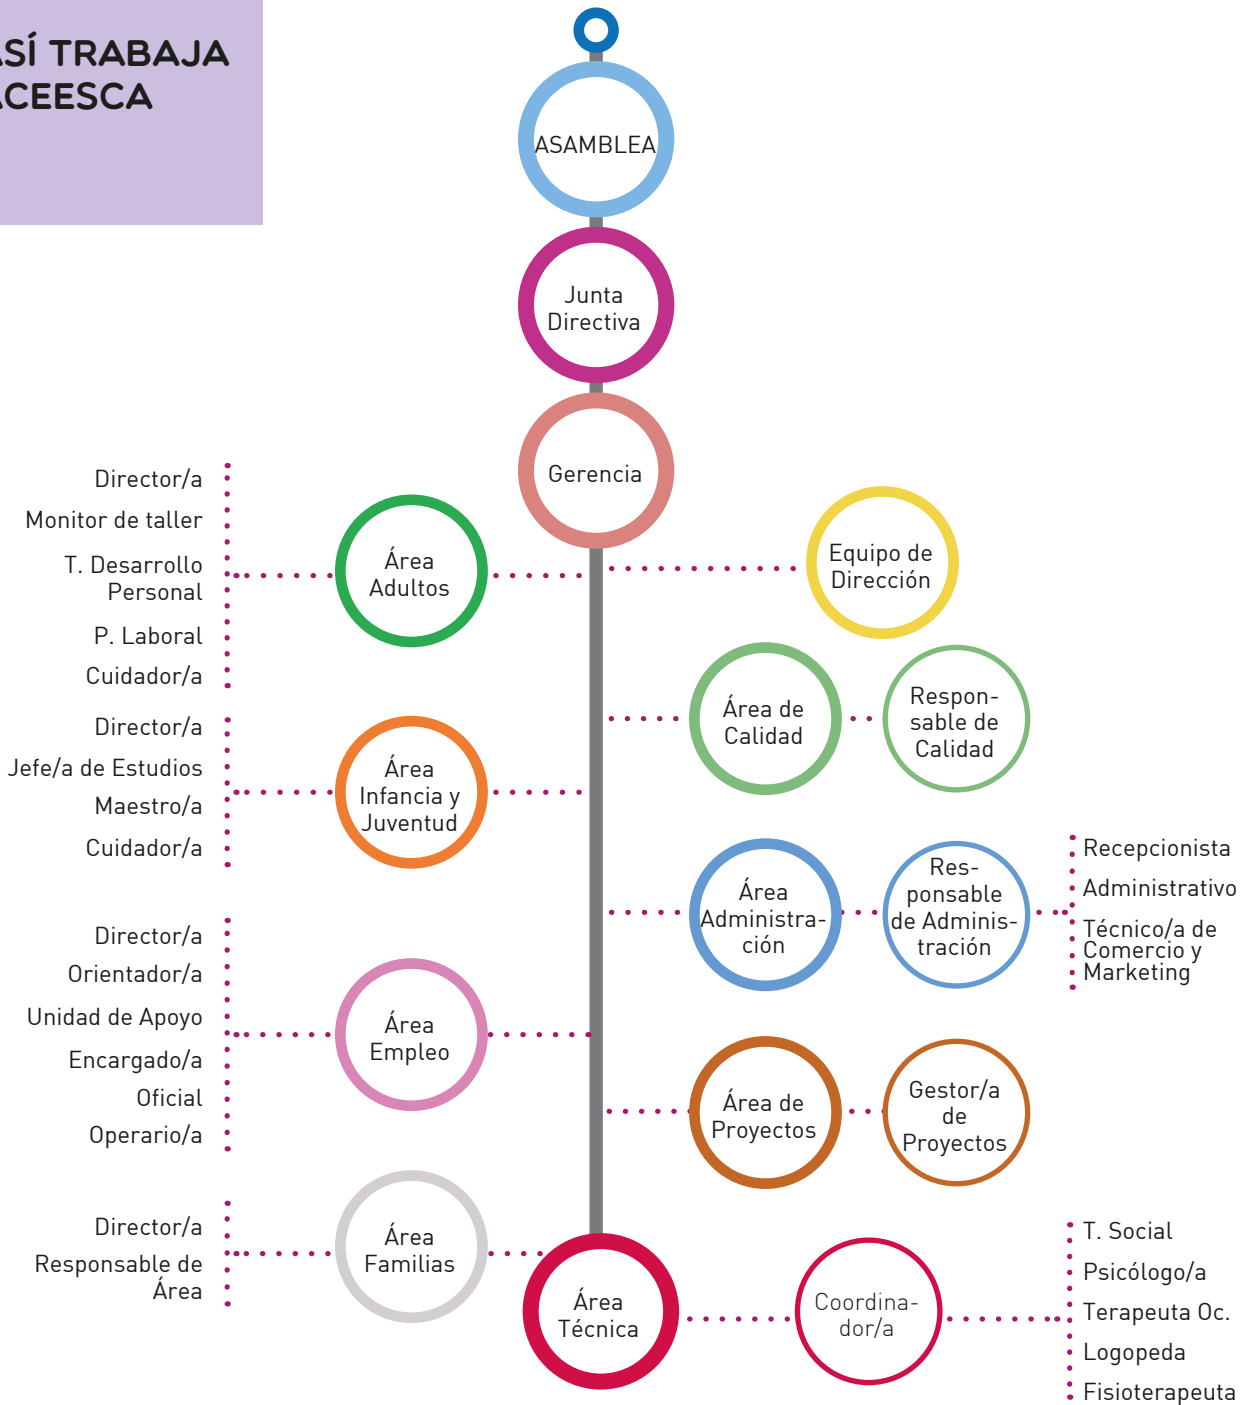 ASÍ TRABAJA
ACEESCA
ASAMBLEA
Junta
Directiva
Gerencia
Director/a
Monitor de taller
T. Desarrollo
Personal
P. Laboral
Cuidador/a
Área
Adultos
Equipo de
Dirección
Área de
Calidad
Respon-
sable de
Calidad
Director/a
Jefe/a de Estudios
Maestro/a
Cuidador/a
Área
Infancia y
Juventud
Área
Administra-
ción
Res-
ponsable
de Adminis-
tración
Recepcionista
Administrativo
Técnico/a de
Comercio y
Marketing
Director/a
Orientador/a
Unidad de Apoyo
Encargado/a
Oficial
Operario/a
Área
Empleo
Área de
Proyectos
Gestor/a
de
Proyectos
Director/a
Responsable de
Área
Área
Familias
Área
Técnica
Coordina-
dor/a
T. Social
Psicólogo/a
Terapeuta Oc.
Logopeda
Fisioterapeuta